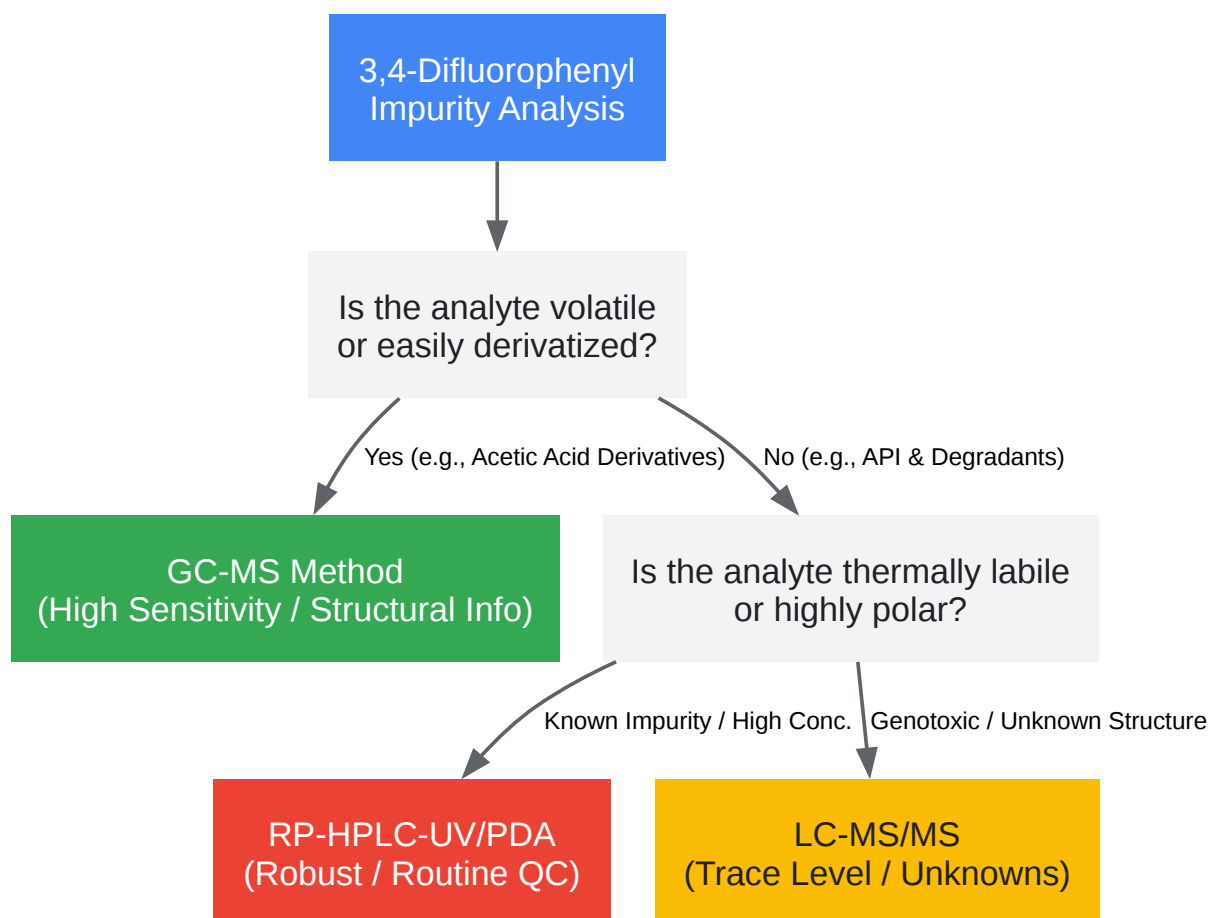 3,4-Difluorophenyl
Impurity Analysis
Is the analyte volatile
or easily derivatized?
Yes (e.g., Acetic Acid Derivatives)
No (e.g., API & Degradants)
GC-MS Method
(High Sensitivity / Structural Info)
Is the analyte thermally labile
or highly polar?
Known Impurity / High Conc.
Genotoxic / Unknown Structure
RP-HPLC-UV/PDA
(Robust / Routine QC)
LC-MS/MS
(Trace Level / Unknowns)